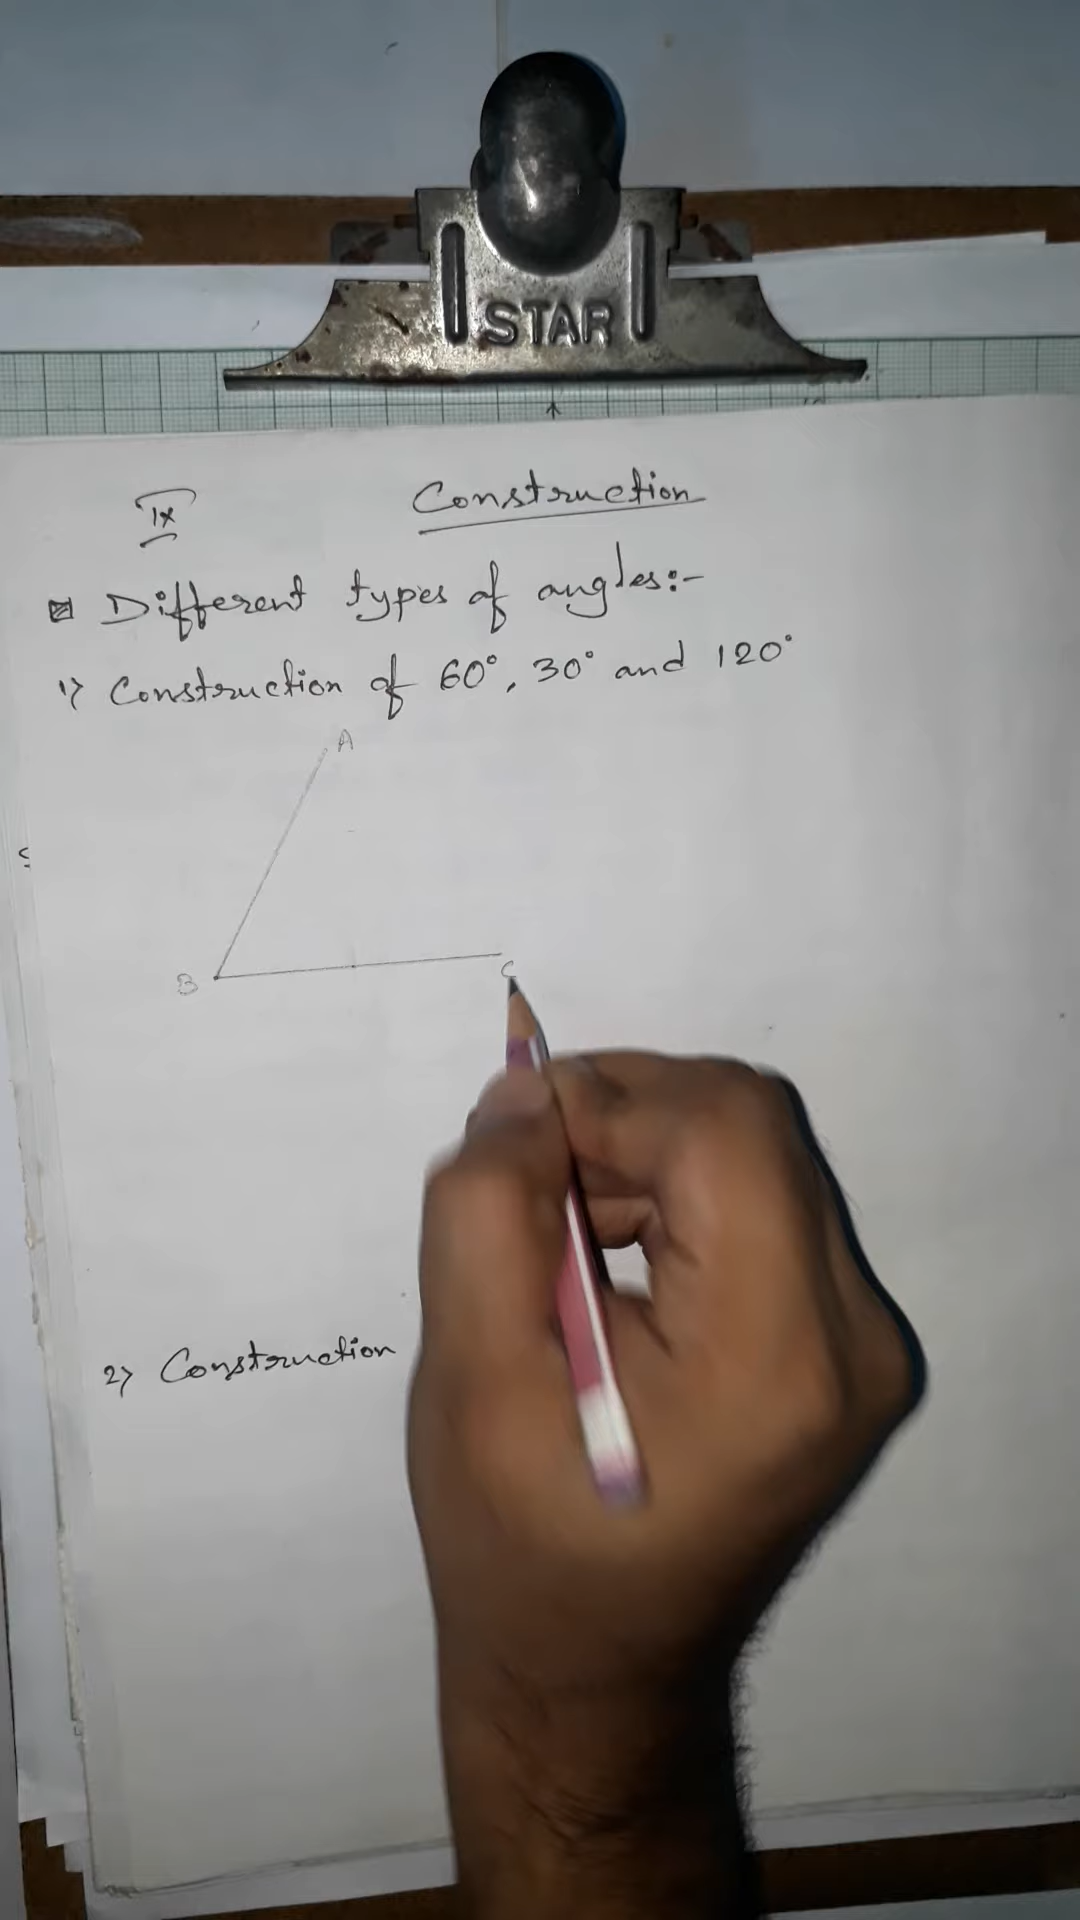 STAR
IX
Construction
Different types of angles:-
1) Construction of 60°, 30° and 120°
A
B
C
2) Construction